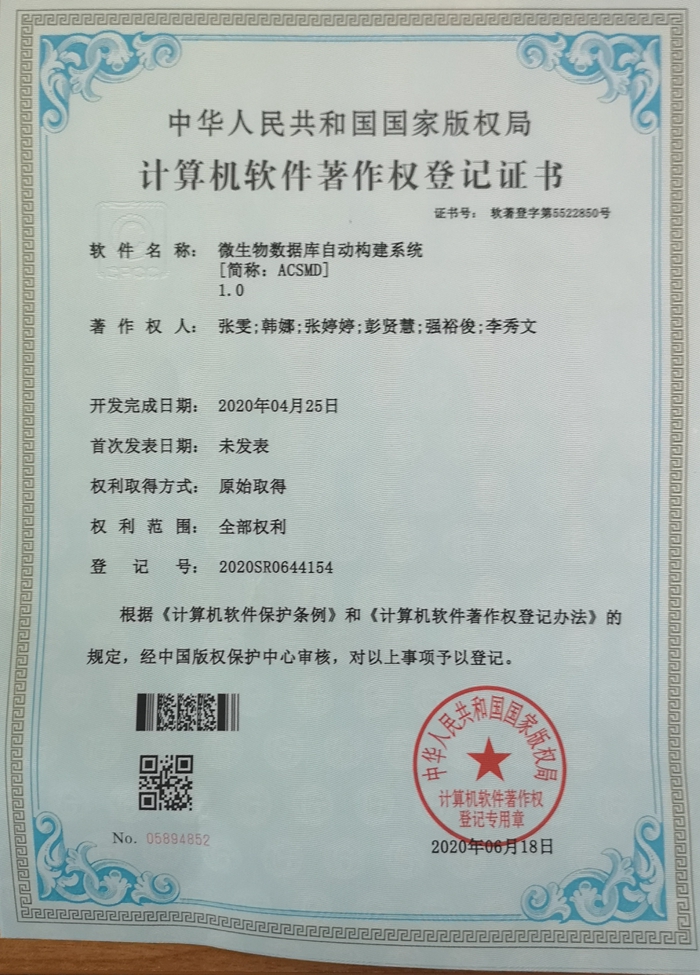 中华人民共和国国家版权局
计算机软件著作权登记证书
证书号： 软著登字第5522850号
CPCC
软件名称： 微生物数据库自动构建系统
[简称：ACSMD]
1.0
著作权人： 张雯;韩娜;张婷婷;彭贤慧;强裕俊;李秀文
开发完成日期： 2020年04月25日
首次发表日期： 未发表
权利取得方式： 原始取得
权利范围： 全部权利
登记号： 2020SR0644154
根据《计算机软件保护条例》和《计算机软件著作权登记办法》的
规定，经中国版权保护中心审核，对以上事项予以登记。
中华人民共和国国家版权局
计算机软件著作权
登记专用章
No. 05894852
2020年06月18日